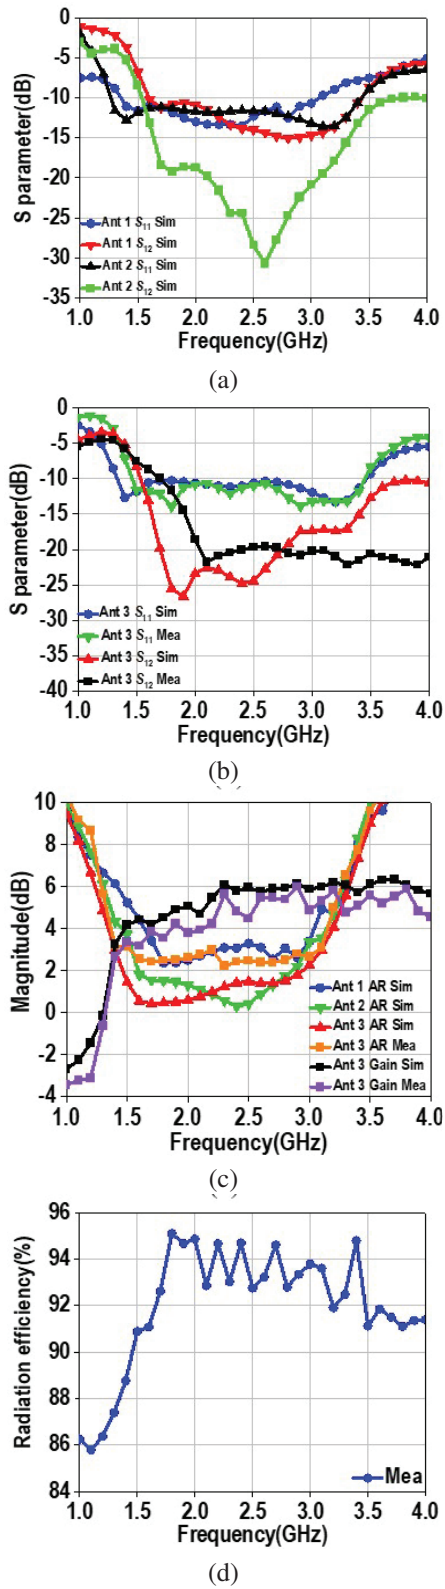 0
-5
-10
-15
-20
-25
-30
-35
S parameter(dB)
Ant 1 S11 Sim
Ant 1 S12 Sim
Ant 2 S11 Sim
Ant 2 S12 Sim
1.0 1.5 2.0 2.5 3.0 3.5 4.0
Frequency(GHz)
(a)
0
-5
-10
-15
-20
-25
-30
-35
-40
S parameter(dB)
Ant 3 S11 Sim
Ant 3 S11 Mea
Ant 3 S12 Sim
Ant 3 S12 Mea
1.0 1.5 2.0 2.5 3.0 3.5 4.0
Frequency(GHz)
(b)
10
8
6
4
2
0
-2
-4
Magnitude(dB)
Ant 1 AR Sim
Ant 2 AR Sim
Ant 3 AR Sim
Ant 3 AR Mea
Ant 3 Gain Sim
Ant 3 Gain Mea
1.0 1.5 2.0 2.5 3.0 3.5 4.0
Frequency(GHz)
(c)
96
94
92
90
88
86
84
Radiation efficiency(%)
Mea
1.0 1.5 2.0 2.5 3.0 3.5 4.0
Frequency(GHz)
(d)